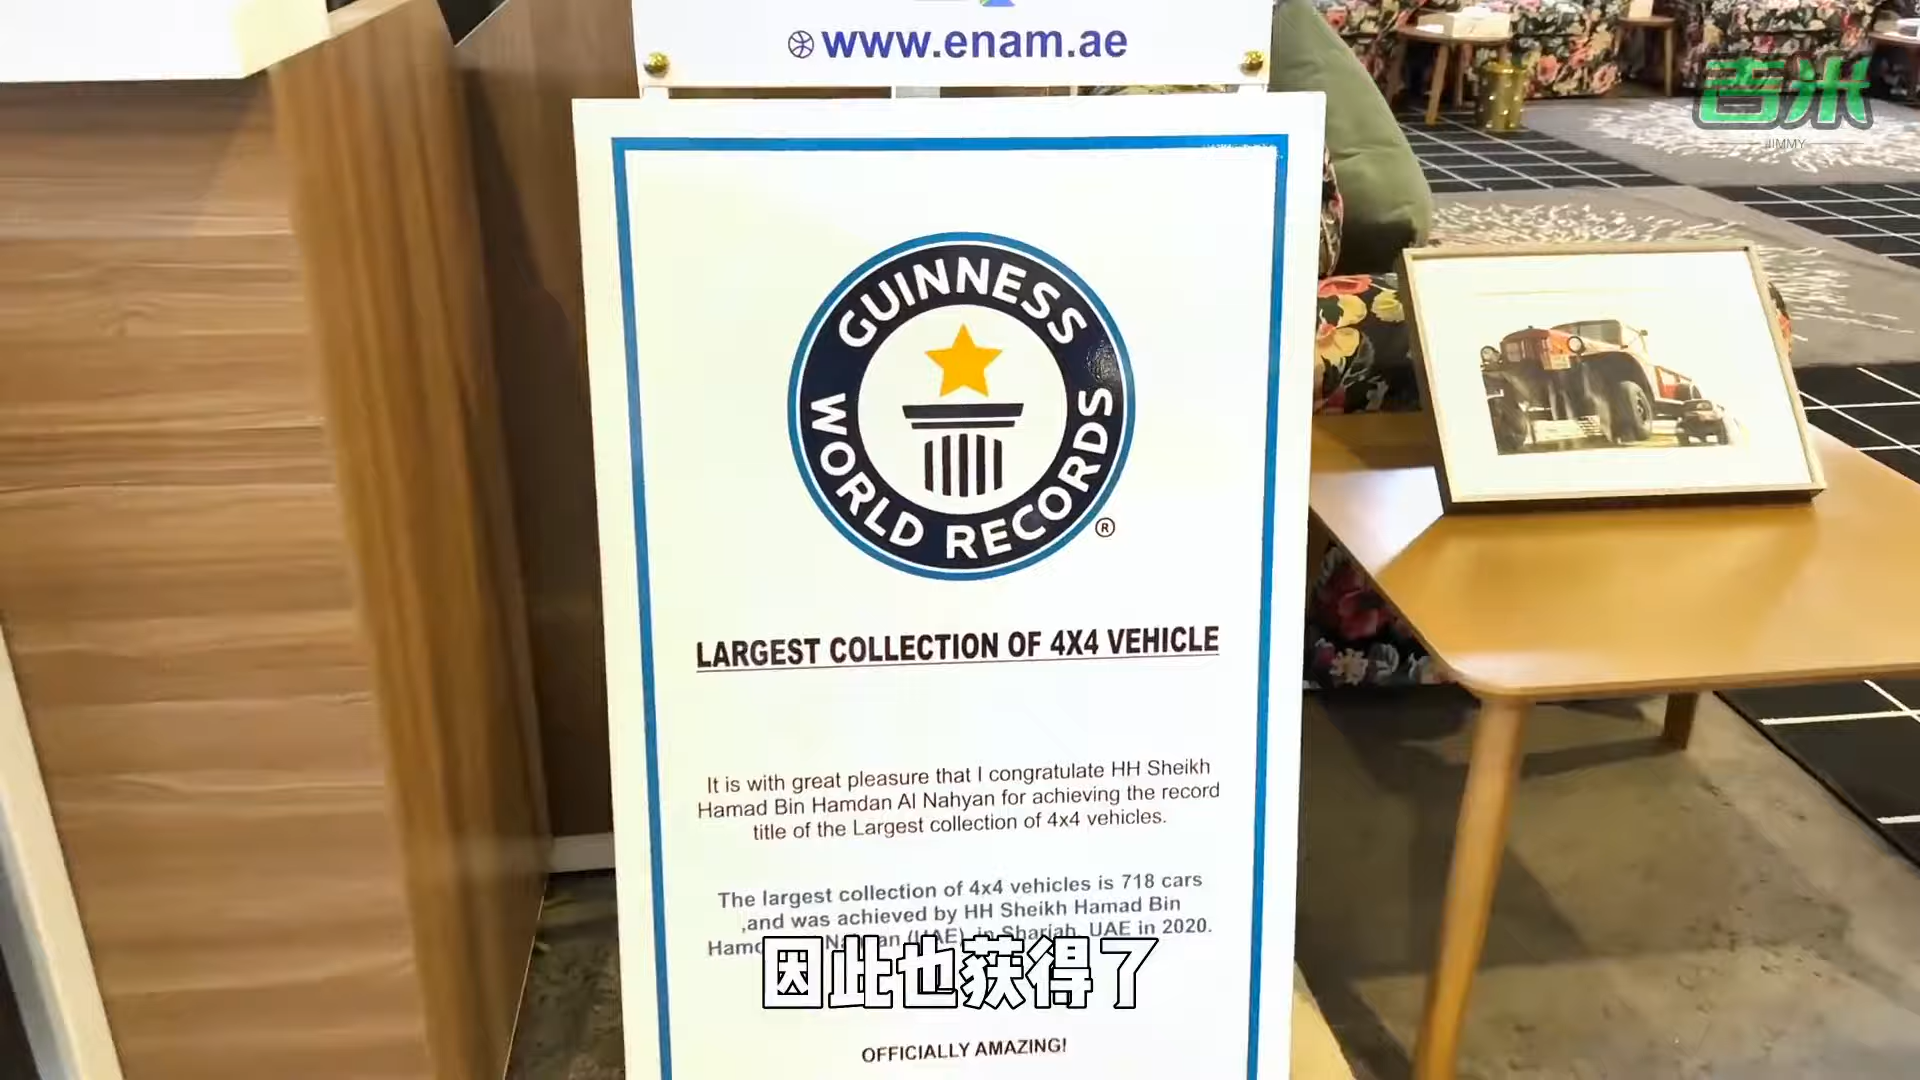 www.enam.ae
吉米
JIMMY
GUINNESS
WORLD RECORDS
®
LARGEST COLLECTION OF 4X4 VEHICLE
It is with great pleasure that I congratulate HH Sheikh
Hamad Bin Hamdan Al Nahyan for achieving the record
title of the Largest collection of 4x4 vehicles.
The largest collection of 4x4 vehicles is 718 cars
,and was achieved by HH Sheikh Hamad Bin
(UAE), in Sharjah, UAE in 2020.
因此也获得了
OFFICIALLY AMAZING!